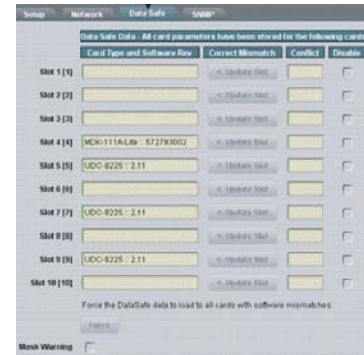 Setup Network Data Safe SNMP
Data Safe Data - All card parameters have been stored for the following cards
Card Type and Software Rev Correct Mismatch Conflict Disable
Slot 1 [1] < Update Slot
Slot 2 [2] < Update Slot
Slot 3 [3] < Update Slot
Slot 4 [4] MDK-111A-Lite :: 572793002 < Update Slot
Slot 5 [5] UDC-8225 :: 2.11 < Update Slot
Slot 6 [6] < Update Slot
Slot 7 [7] UDC-8225 :: 2.11 < Update Slot
Slot 8 [8] < Update Slot
Slot 9 [9] UDC-8225 :: 2.11 < Update Slot
Slot 10 [10] < Update Slot
Force the DataSafe data to load to all cards with software mismatches
Force
Mask Warning